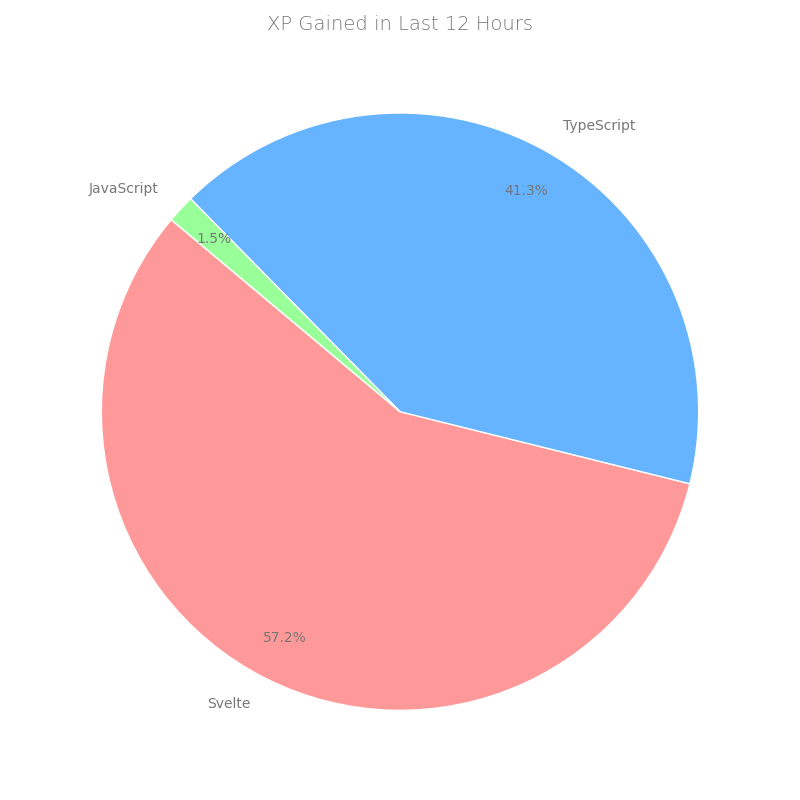 XP Gained in Last 12 Hours
TypeScript
41.3%
JavaScript
1.5%
57.2%
Svelte